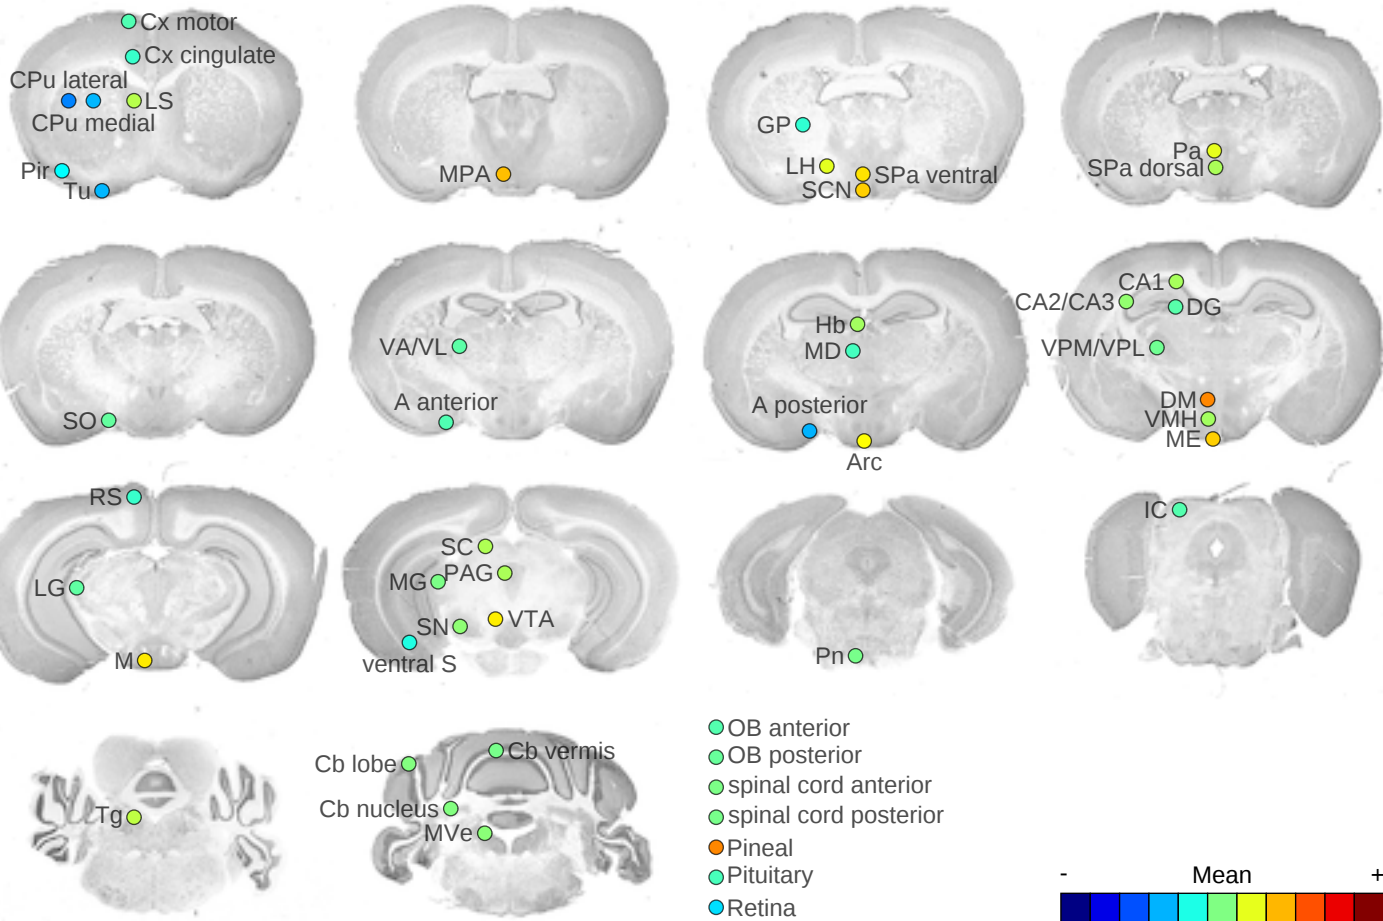 Cx motor
Cx cingulate
CPu lateral
LS
CPu medial
Pir
Tu
MPA
GP
LH
SPa ventral
SCN
Pa
SPa dorsal
SO
VA/VL
A anterior
Hb
MD
A posterior
Arc
CA1
CA2/CA3
DG
VPM/VPL
DM
VMH
ME
RS
LG
M
SC
PAG
MG
VTA
SN
ventral S
Pn
IC
Tg
Cb vermis
Cb lobe
Cb nucleus
MVe
OB anterior
OB posterior
spinal cord anterior
spinal cord posterior
Pineal
Pituitary
Retina
- Mean +